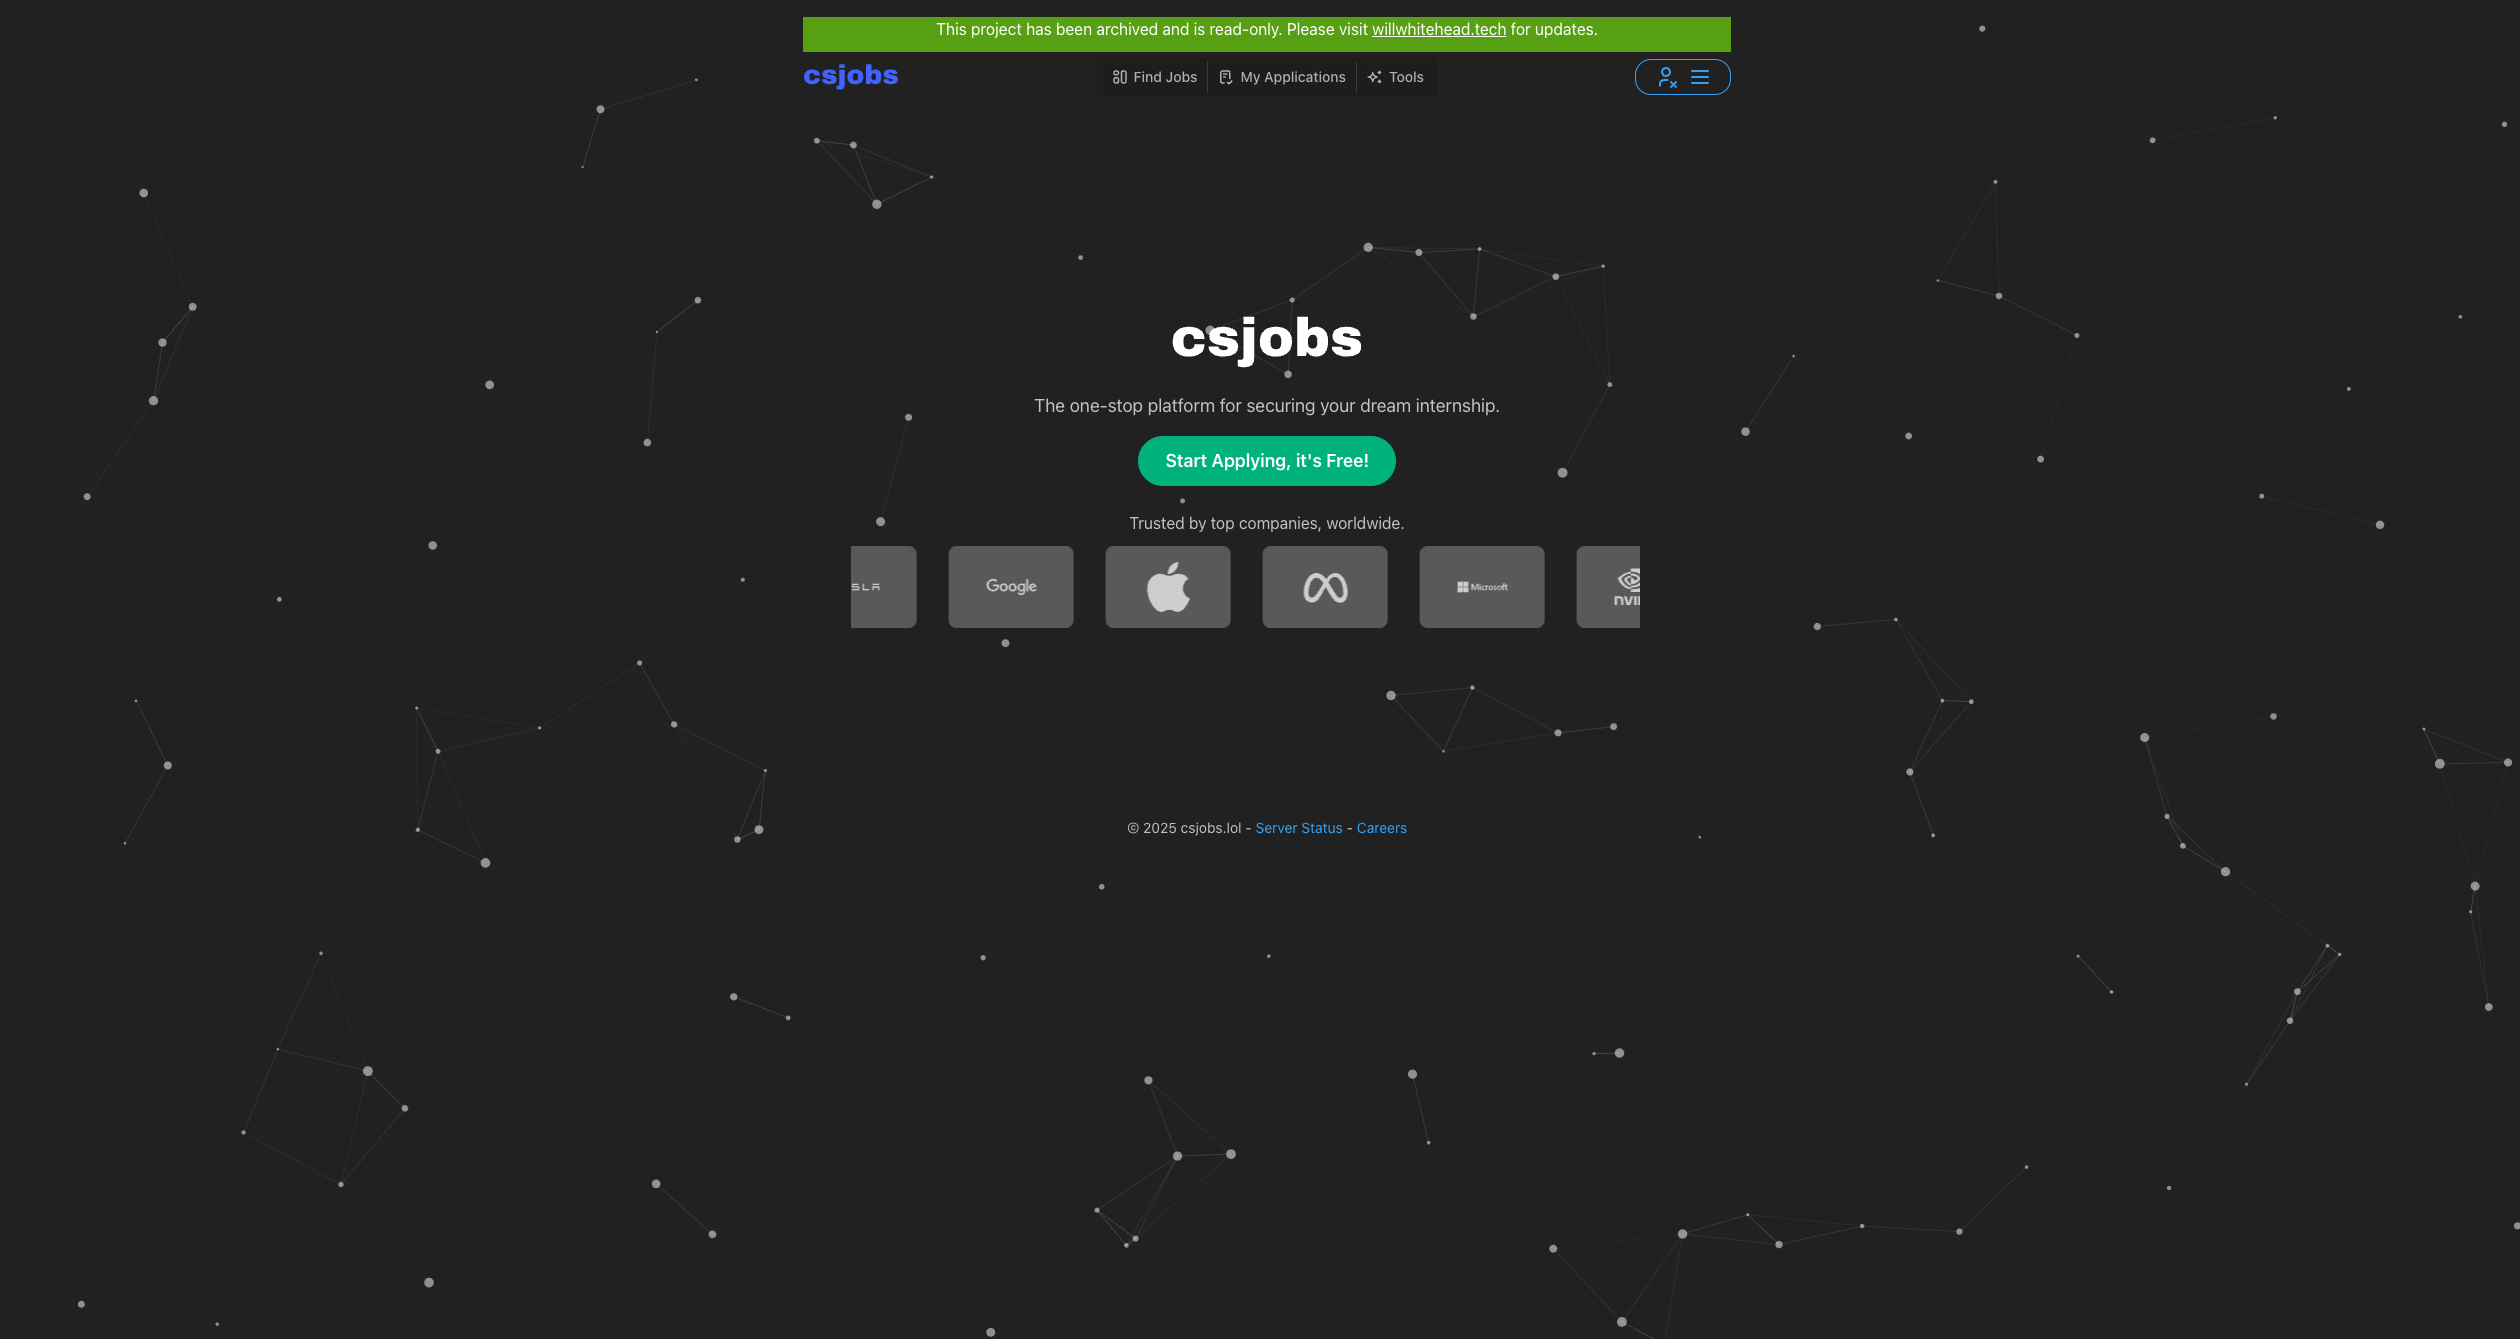 This project has been archived and is read-only. Please visit willwhitehead.tech for updates.
csjobs
Find Jobs
My Applications
Tools
csjobs
The one-stop platform for securing your dream internship.
Start Applying, it's Free!
Trusted by top companies, worldwide.
SLA
Google
Microsoft
NVI
© 2025 csjobs.lol - Server Status - Careers